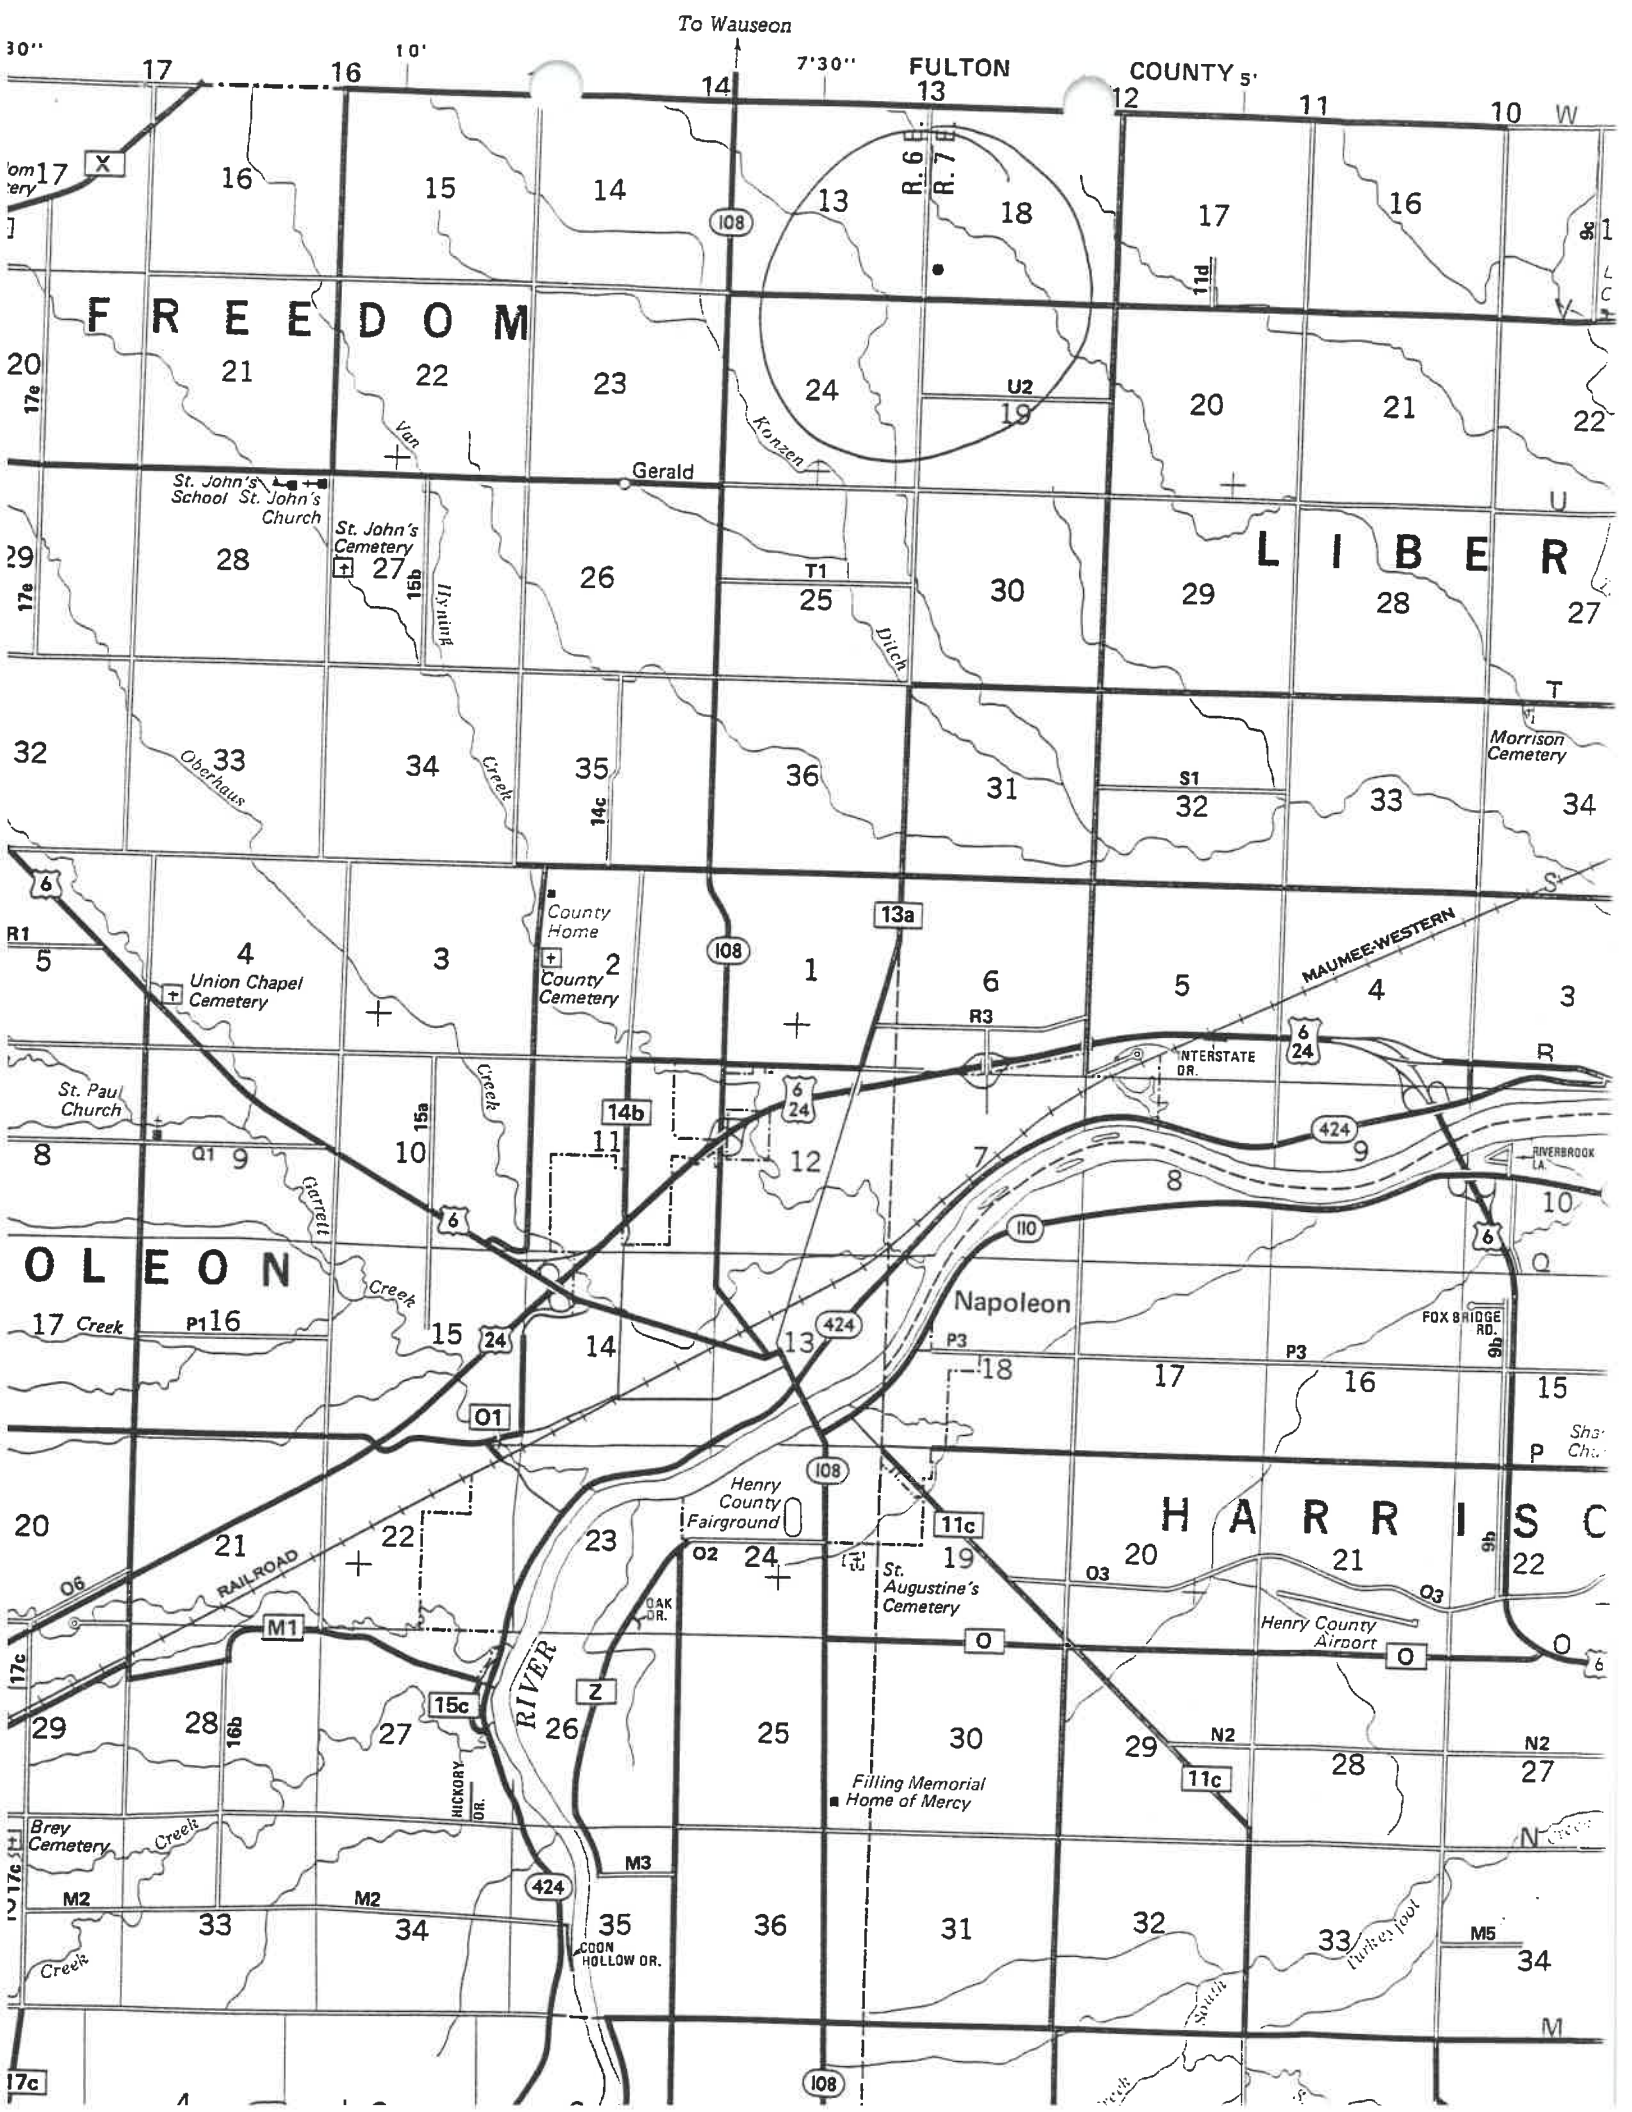 To Wauseon
30"
10'
7'30"
FULTON COUNTY
5'
17
16
14
13
12
11
10
W
X
17
16
15
14
108
13
R. 6 E.
R. 7 E.
18
17
16
9c
11d
V
FREEDOM
20
17e
21
22
23
24
U2
19
20
21
22
Van
Konzen
Gerald
St. John's
School
St. John's
Church
U
St. John's
Cemetery
LIBER
29
17e
28
27
15b
Hyning
26
T1
25
30
29
28
27
Ditch
T
Morrison
Cemetery
32
33
Oberhaus
34
Creek
35
14c
36
31
S1
32
33
34
S
6
County
Home
13a
R1
5
4
3
2
108
1
6
5
MAUMEE-WESTERN
4
3
Union Chapel
Cemetery
County
Cemetery
R3
6
24
INTERSTATE
DR.
R
St. Paul
Church
Creek
15a
14b
6
24
8
Q1
9
10
11
12
7
8
424
9
RIVERBROOK
LA.
10
Garrett
6
110
6
OLEON
Q
Creek
Napoleon
17
Creek
P1
16
15
24
14
13
424
P3
18
17
P3
16
FOX BRIDGE
RD.
9b
15
O1
P
108
Henry
County
Fairground
HARRISO
20
21
RAILROAD
22
23
O2
24
11c
19
20
21
22
9b
O6
St.
Augustine's
Cemetery
O3
O3
OAK
DR.
M1
Henry County
Airport
O
O
O
6
17c
RIVER
Z
15c
29
28
16b
27
26
25
30
29
N2
28
N2
27
HICKORY
DR.
Filling Memorial
Home of Mercy
11c
Brey
Cemetery
Creek
N
Creek
17c
M3
424
M2
M2
33
34
35
36
31
32
33
Turkeyfoot
M5
34
Creek
COON
HOLLOW DR.
South
M
17c
108
4